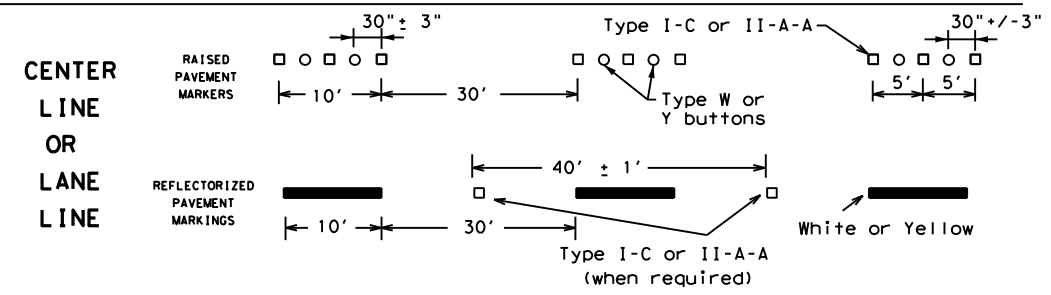 CENTER
LINE
OR
LANE
LINE
RAISED
PAVEMENT
MARKERS
30"± 3"
10'
30'
Type I-C or II-A-A
Type W or
Y buttons
30"+/-3"
5'
5'
REFLECTORIZED
PAVEMENT
MARKINGS
10'
30'
40' ± 1'
Type I-C or II-A-A
(when required)
White or Yellow